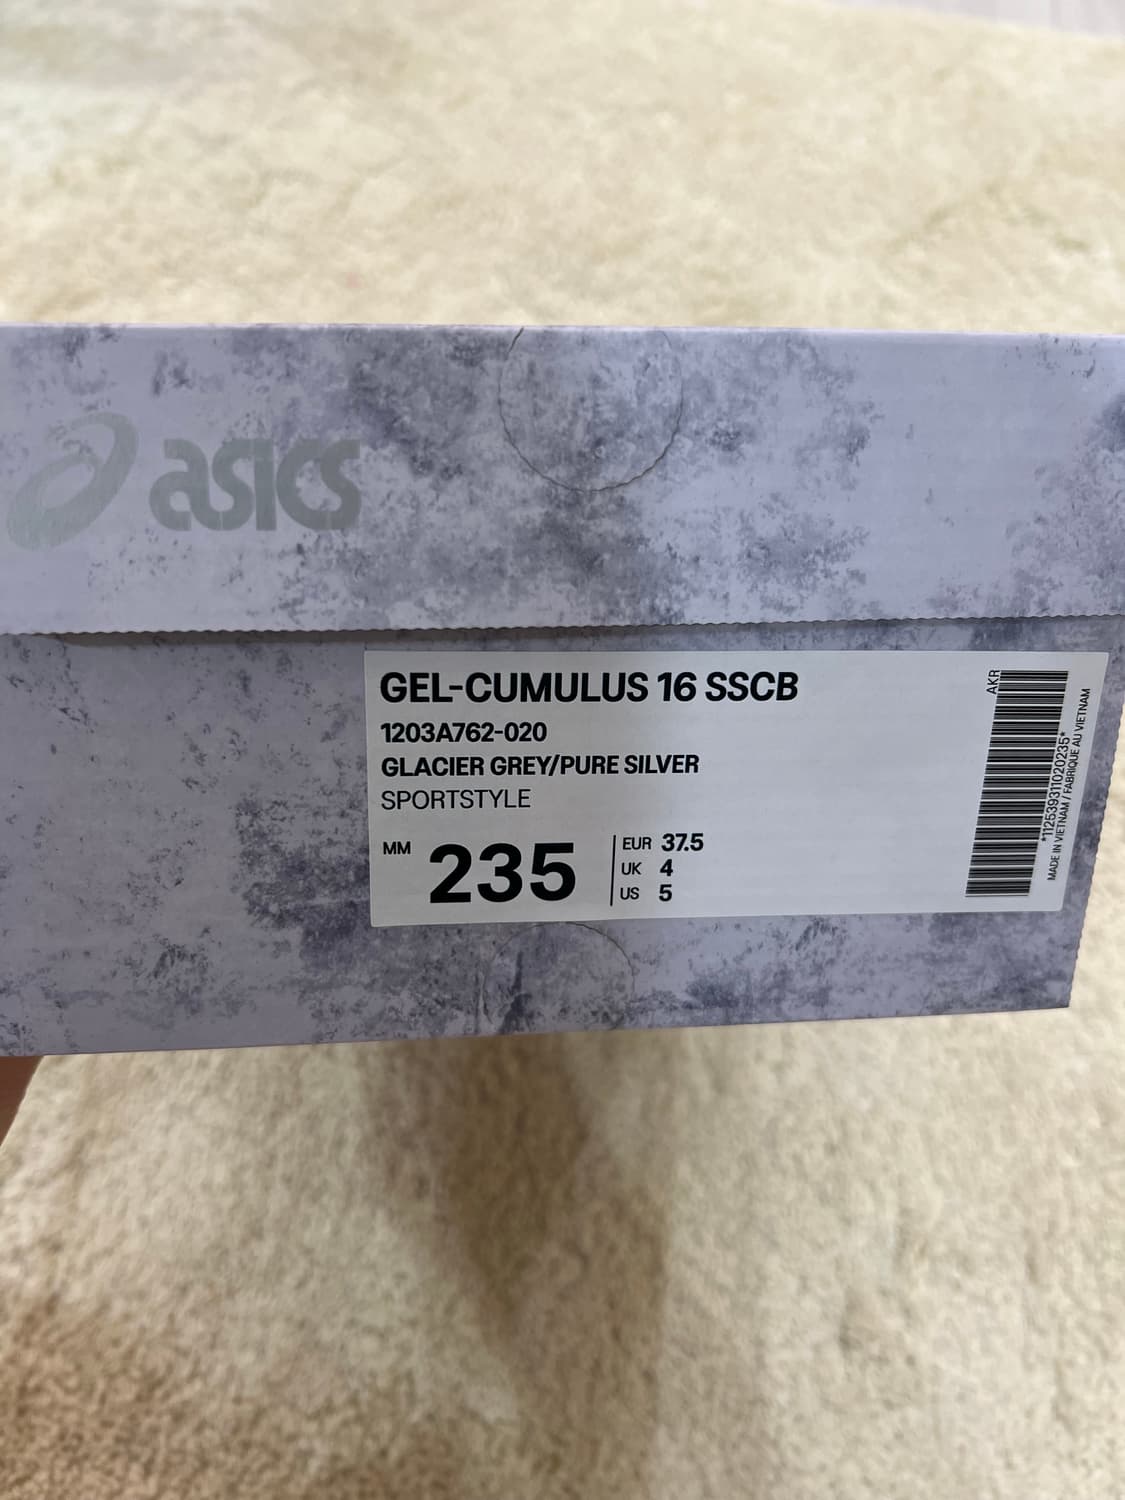 asics
GEL-CUMULUS 16 SSCB
1203A762-020
GLACIER GREY/PURE SILVER
SPORTSTYLE
MM 235
EUR 37.5
UK 4
US 5
AKR
*112539311020235*
MADE IN VIETNAM / FABRIQUE AU VIETNAM